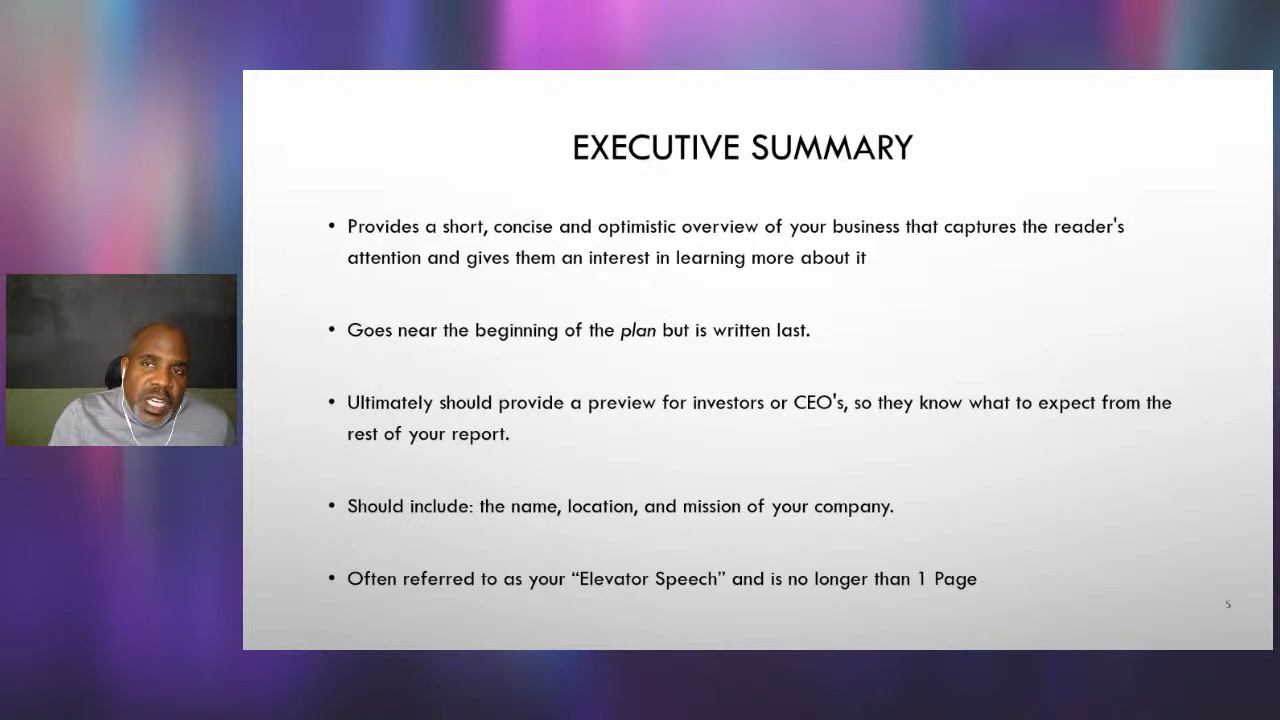 EXECUTIVE SUMMARY
• Provides a short, concise and optimistic overview of your business that captures the reader's
attention and gives them an interest in learning more about it
• Goes near the beginning of the plan but is written last.
• Ultimately should provide a preview for investors or CEO's, so they know what to expect from the
rest of your report.
• Should include: the name, location, and mission of your company.
• Often referred to as your “Elevator Speech” and is no longer than 1 Page
5